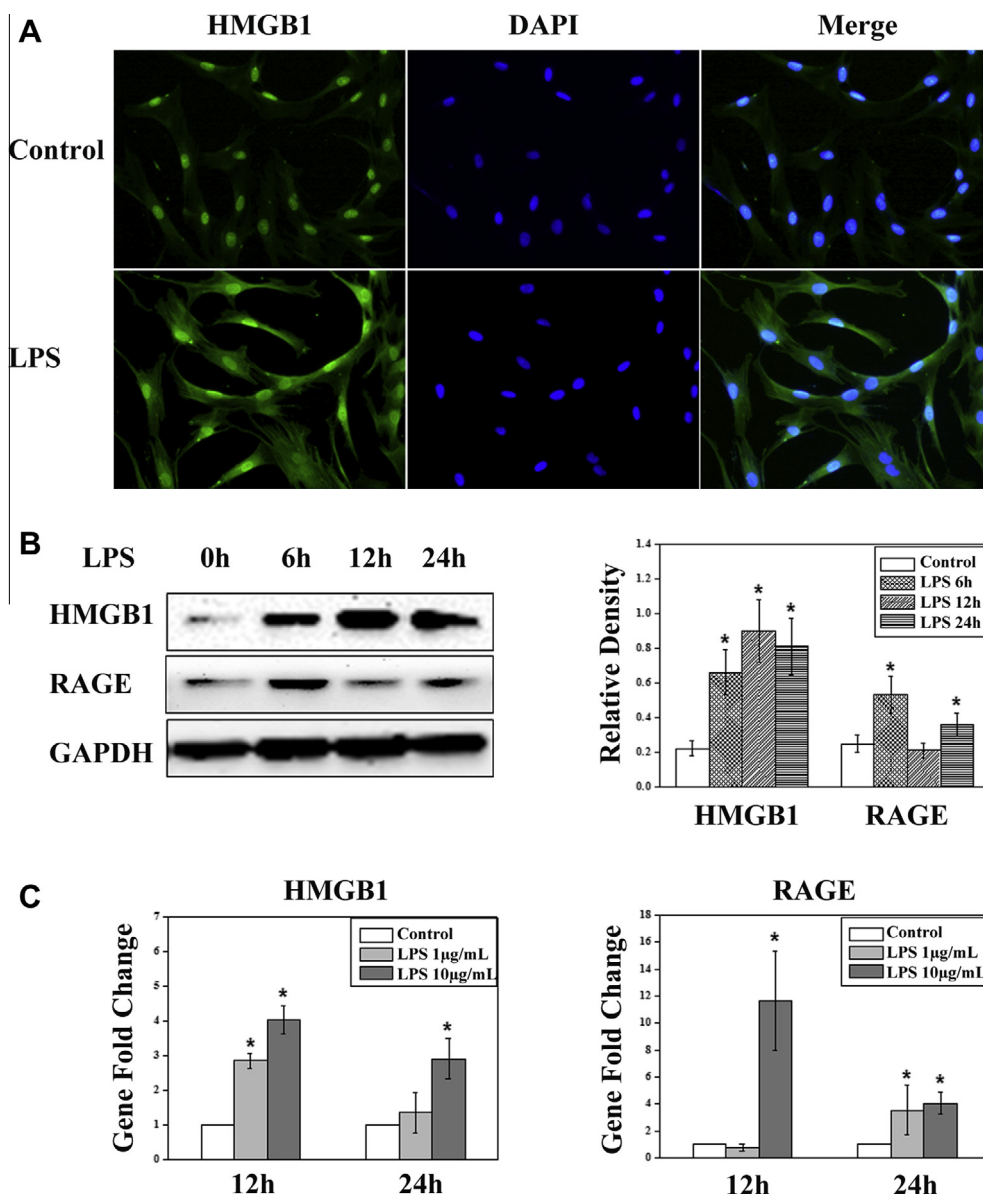 A
HMGB1 DAPI Merge
Control
LPS
B
LPS 0h 6h 12h 24h
HMGB1
RAGE
GAPDH
Relative Density
1.4
1.2
1.0
0.8
0.6
0.4
0.2
0.0
Control
LPS 6h
LPS 12h
LPS 24h
* * * * *
HMGB1 RAGE
C
HMGB1
Gene Fold Change
7
6
5
4
3
2
1
0
Control
LPS 1μg/mL
LPS 10μg/mL
* * *
12h 24h
RAGE
Gene Fold Change
18
16
14
12
10
8
6
4
2
0
Control
LPS 1μg/mL
LPS 10μg/mL
* * *
12h 24h